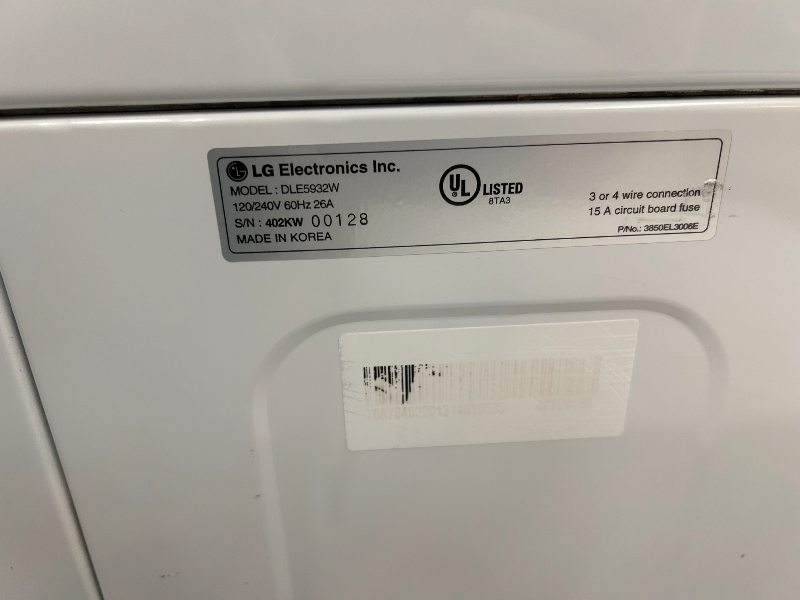 LG Electronics Inc.
MODEL : DLE5932W
120/240V 60Hz 26A
S/N : 402KW 00128
MADE IN KOREA
UL LISTED
®
8TA3
3 or 4 wire connection
15 A circuit board fuse
P/No.: 3850EL3006E